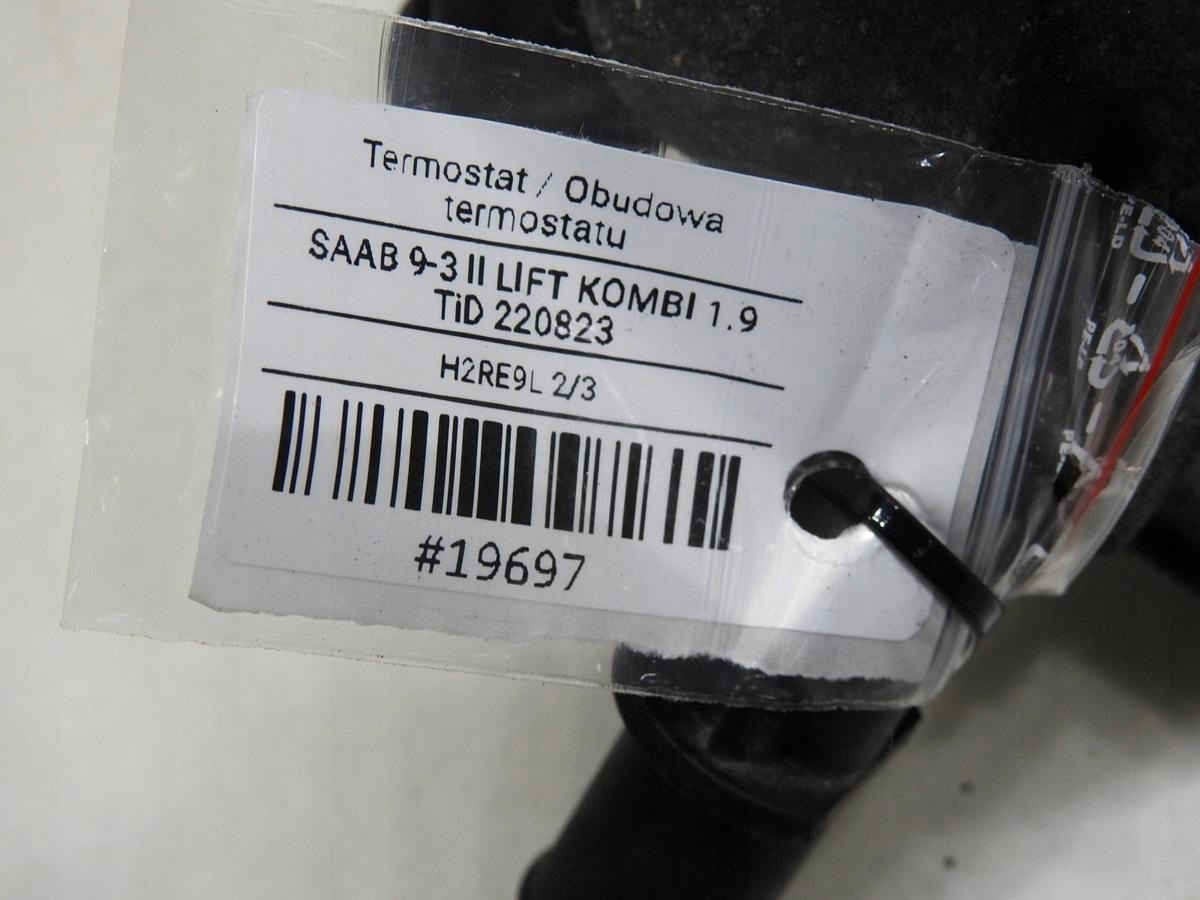 Termostat / Obudowa
termostatu
SAAB 9-3 II LIFT KOMBI 1.9
TiD 220823
H2RE9L 2/3
#19697